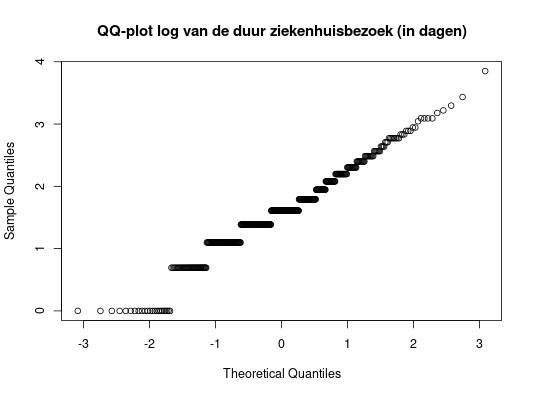 QQ-plot log van de duur ziekenhuisbezoek (in dagen)
Sample Quantiles
4
3
2
1
0
-3 -2 -1 0 1 2 3
Theoretical Quantiles